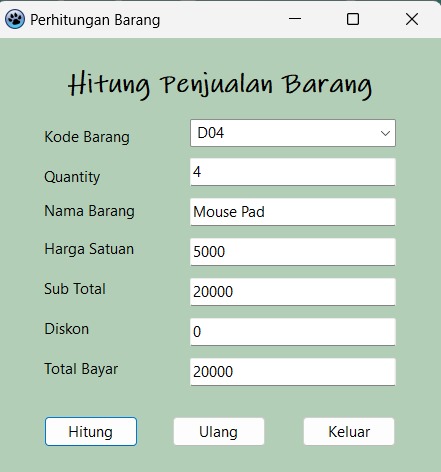 Perhitungan Barang
Hitung Penjualan Barang
Kode Barang D04
Quantity 4
Nama Barang Mouse Pad
Harga Satuan 5000
Sub Total 20000
Diskon 0
Total Bayar 20000
Hitung Ulang Keluar